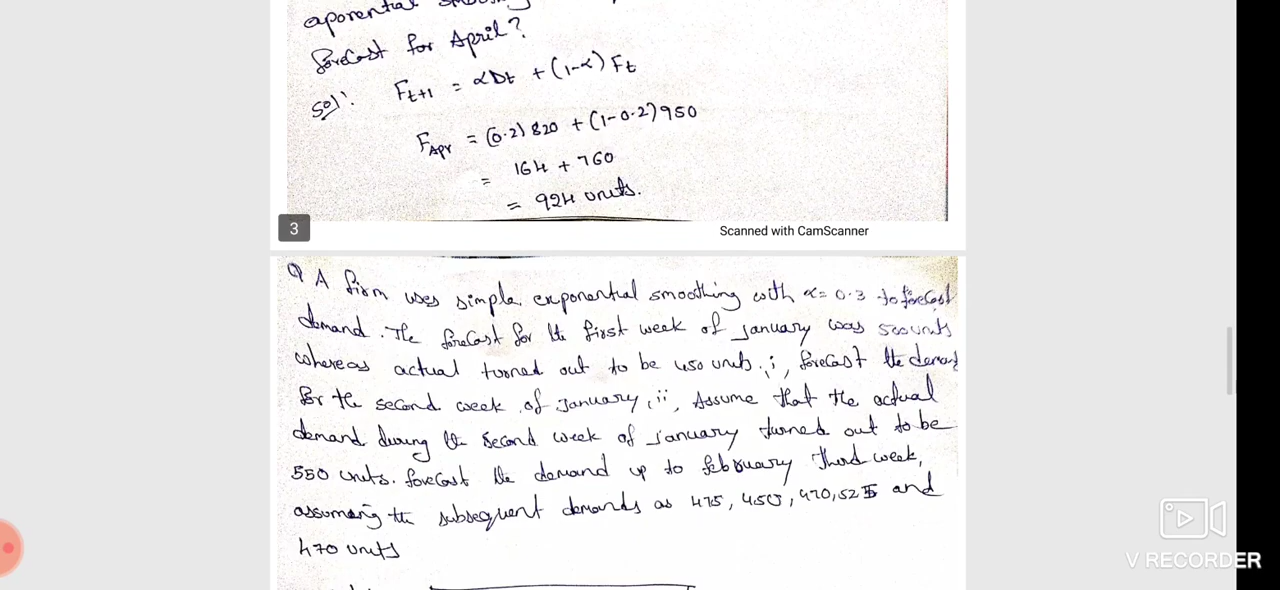 aporential
forecast for April?
Sol: Ft+1 = αDt + (1-α) Ft
FApr = (0.2) 820 + (1-0.2) 950
= 164 + 760
= 924 units.
3
Scanned with CamScanner
Q A firm uses simple exponential smoothing with α= 0.3 to forecast
demand. The forecast for the first week of January was 500 units
whereas actual turned out to be 450 units. i, forecast the demand
for the second week of January, ii, Assume that the actual
demand during the second week of January turned out to be
550 units. forecast the demand up to february Third week,
assuming the subsequent demands as 475, 450, 470, 525 and
470 units
V RECORDER